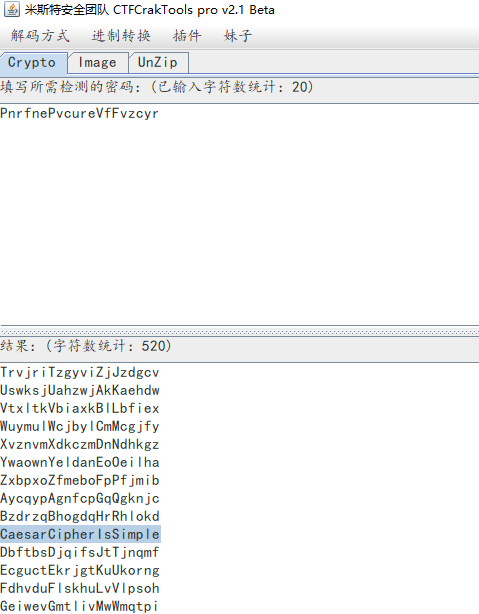 米斯特安全团队 CTFCrakTools pro v2.1 Beta
解码方式 进制转换 插件 妹子
Crypto Image UnZip
填写所需检测的密码：(已输入字符数统计：20)
PnrfnePvcureVfFvzcyr
结果：(字符数统计：520)
TrvjriTzgyviZjJzdgcv
UswksjUahzwjAkKaehdw
VtxltkVbiaxkBlLbfiex
WuymulWcjbylCmMcgjfy
XvznvmXdkczmDnNdhkgz
YwaownYeldanEoOeilha
ZxbpxoZfmeboFpPfjmib
AycqypAgnfcpGqQgknjc
BzdrzqBhogdqHrRhlokd
CaesarCipherIsSimple
DbftbsDjqifsJtTjnqmf
EcguctEkrjgtKuUkorng
FdhvduFlskhuLvVlpsoh
GeiwevGmtlivMwWmqtpi